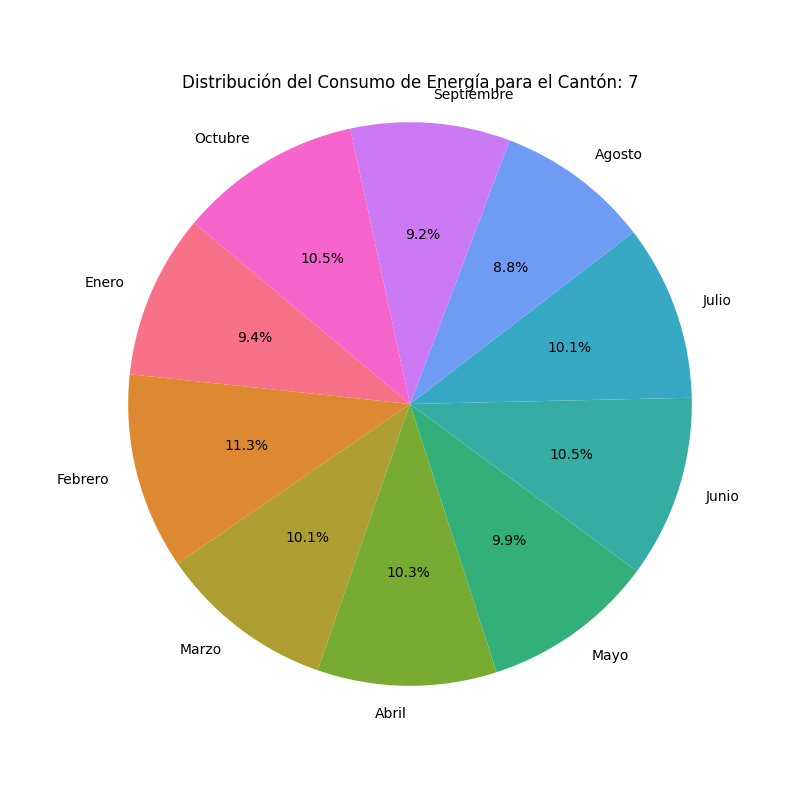 Distribución del Consumo de Energía para el Cantón: 7
Septiembre
Octubre
Agosto
9.2%
10.5%
8.8%
Enero
Julio
9.4%
10.1%
11.3%
10.5%
Febrero
Junio
10.1%
9.9%
10.3%
Marzo
Mayo
Abril